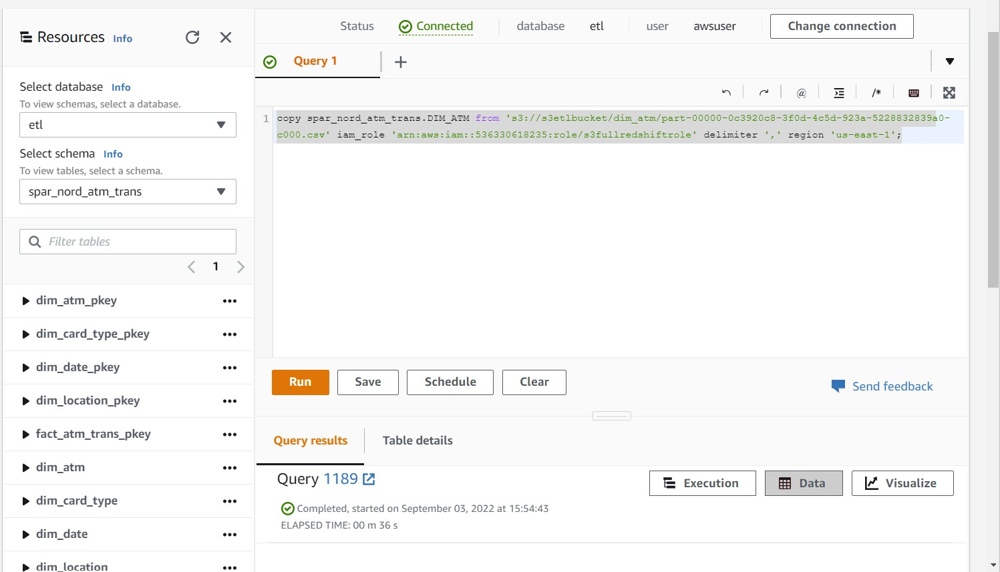 Resources Info
Select database Info
To view schemas, select a database.
etl
Select schema Info
To view tables, select a schema.
spar_nord_atm_trans
Filter tables
1
dim_atm_pkey
dim_card_type_pkey
dim_date_pkey
dim_location_pkey
fact_atm_trans_pkey
dim_atm
dim_card_type
dim_date
dim_location
Status Connected database etl user awsuser Change connection
Query 1 +
@ /*
1 copy spar_nord_atm_trans.DIM_ATM from 's3://s3etlbucket/dim_atm/part-00000-0c3920c8-3f0d-4c5d-923a-5228832839a0-
c000.csv' iam_role 'arn:aws:iam::536330618235:role/s3fullredshiftrole' delimiter ',' region 'us-east-1';
Run Save Schedule Clear Send feedback
Query results Table details
Query 1189 Execution Data Visualize
Completed, started on September 03, 2022 at 15:54:43
ELAPSED TIME: 00 m 36 s